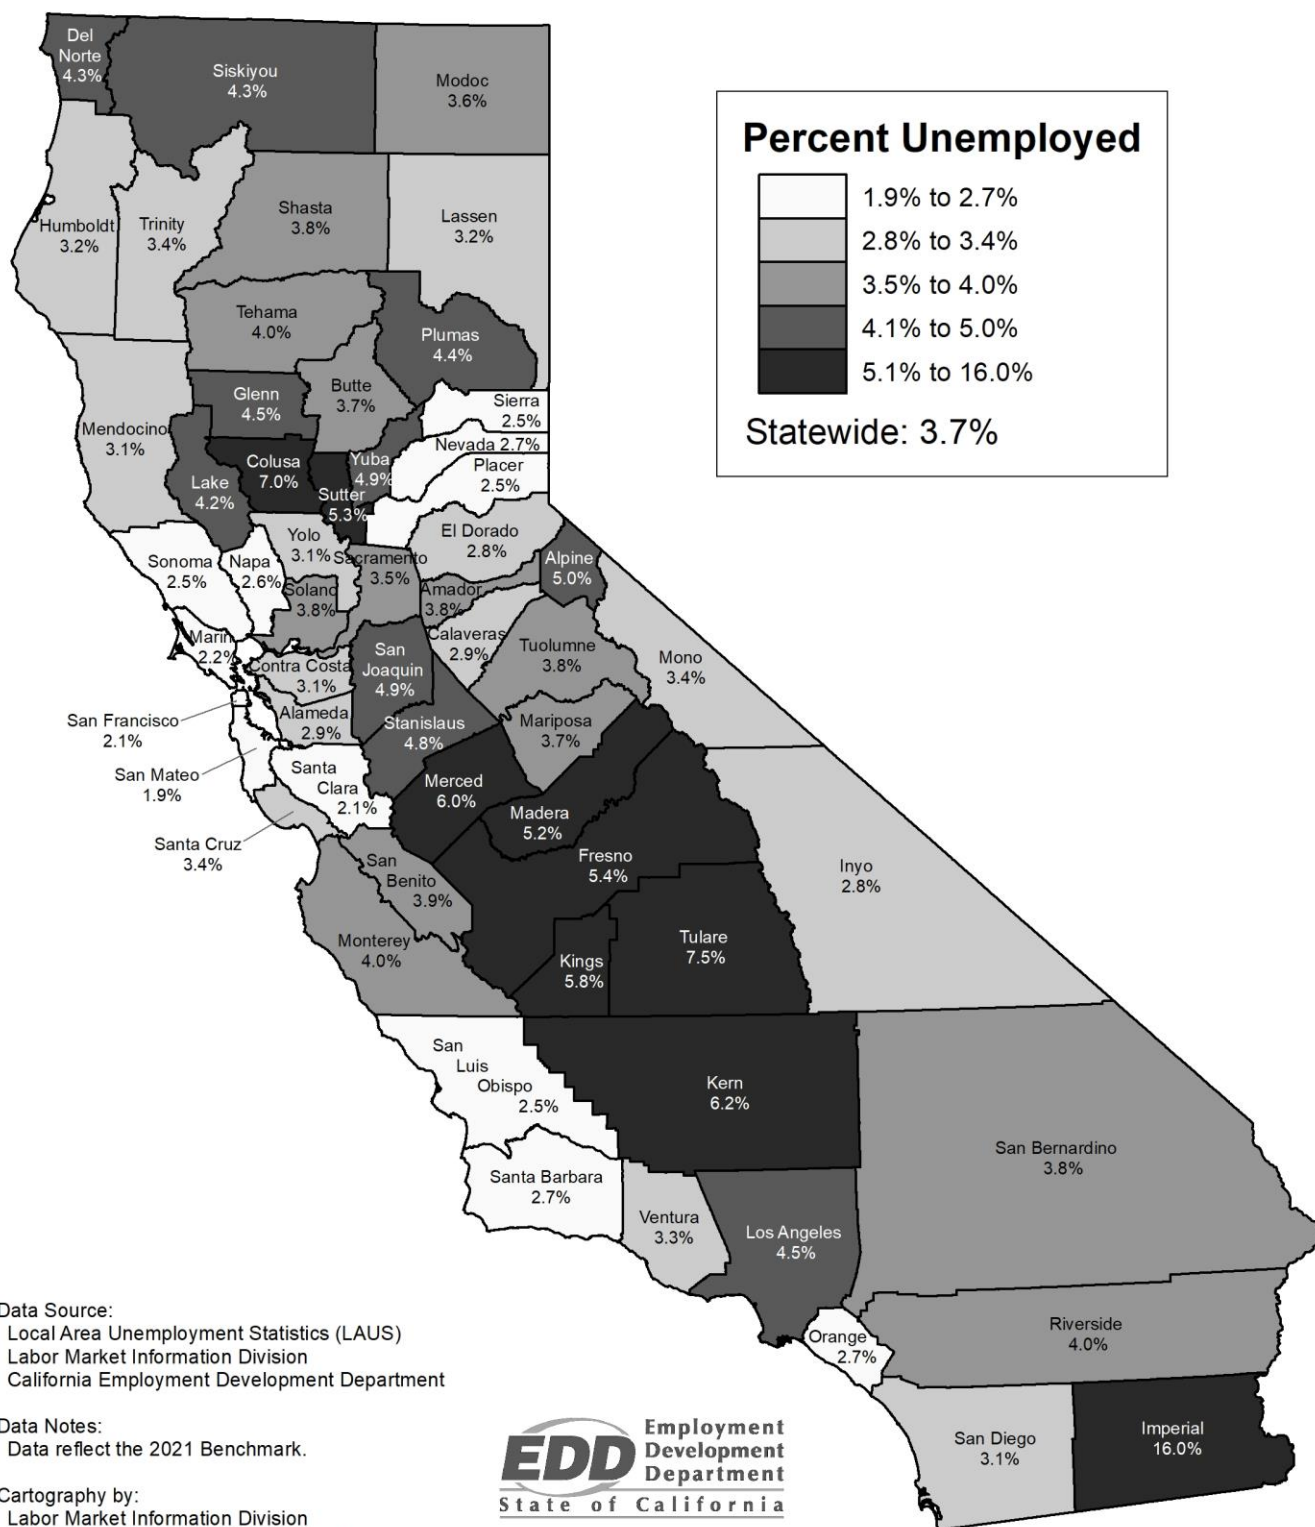 Del
Norte
4.3%
Siskiyou
4.3%
Modoc
3.6%
Percent Unemployed
1.9% to 2.7%
2.8% to 3.4%
3.5% to 4.0%
4.1% to 5.0%
5.1% to 16.0%
Statewide: 3.7%
Humboldt
3.2%
Trinity
3.4%
Shasta
3.8%
Lassen
3.2%
Tehama
4.0%
Plumas
4.4%
Glenn
4.5%
Butte
3.7%
Sierra
2.5%
Mendocino
3.1%
Nevada 2.7%
Lake
4.2%
Colusa
7.0%
Sutter
5.3%
Yuba
4.9%
Placer
2.5%
Sonoma
2.5%
Napa
2.6%
Yolo
3.1%
Sacramento
3.5%
El Dorado
2.8%
Alpine
5.0%
Solano
3.8%
Amador
3.8%
Marin
2.2%
Contra Costa
3.1%
San
Joaquin
4.9%
Calaveras
2.9%
Tuolumne
3.8%
Mono
3.4%
San Francisco
2.1%
Alameda
2.9%
Stanislaus
4.8%
Mariposa
3.7%
San Mateo
1.9%
Santa
Clara
2.1%
Merced
6.0%
Madera
5.2%
Santa Cruz
3.4%
San
Benito
3.9%
Fresno
5.4%
Inyo
2.8%
Monterey
4.0%
Kings
5.8%
Tulare
7.5%
San
Luis
Obispo
2.5%
Kern
6.2%
San Bernardino
3.8%
Santa Barbara
2.7%
Ventura
3.3%
Los Angeles
4.5%
Orange
2.7%
Riverside
4.0%
San Diego
3.1%
Imperial
16.0%
Data Source:
Local Area Unemployment Statistics (LAUS)
Labor Market Information Division
California Employment Development Department
Data Notes:
Data reflect the 2021 Benchmark.
Cartography by:
Labor Market Information Division
EDD
Employment
Development
Department
State of California